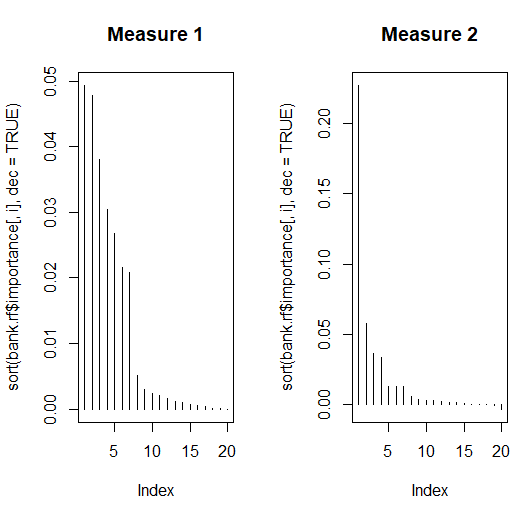 Measure 1
sort(bank.rf$importance[, i], dec = TRUE)
0.05
0.04
0.03
0.02
0.01
0.00
5 10 15 20
Index
Measure 2
sort(bank.rf$importance[, i], dec = TRUE)
0.20
0.15
0.10
0.05
0.00
5 10 15 20
Index